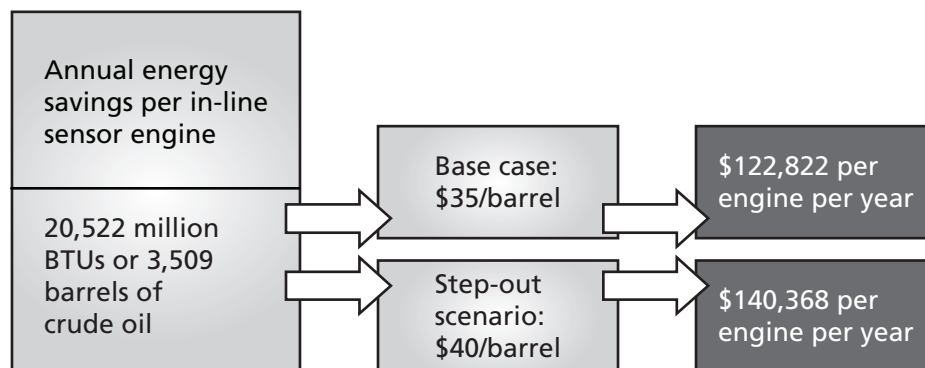 Annual energy
savings per in-line
sensor engine
20,522 million
BTUs or 3,509
barrels of
crude oil
Base case:
$35/barrel
$122,822 per
engine per year
Step-out
scenario:
$40/barrel
$140,368 per
engine per year